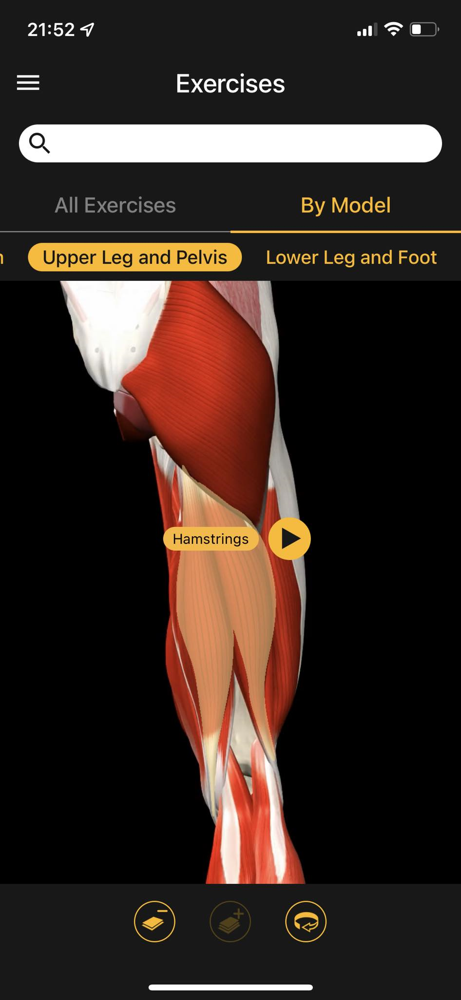 21:52
Exercises
All Exercises
By Model
Upper Leg and Pelvis
Lower Leg and Foot
Hamstrings